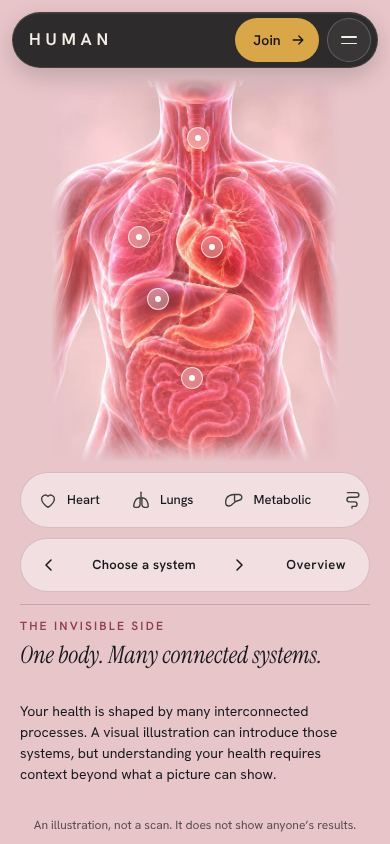 HUMAN
Join
Heart
Lungs
Metabolic
Choose a system
Overview
THE INVISIBLE SIDE
One body. Many connected systems.
Your health is shaped by many interconnected
processes. A visual illustration can introduce those
systems, but understanding your health requires
context beyond what a picture can show.
An illustration, not a scan. It does not show anyone’s results.